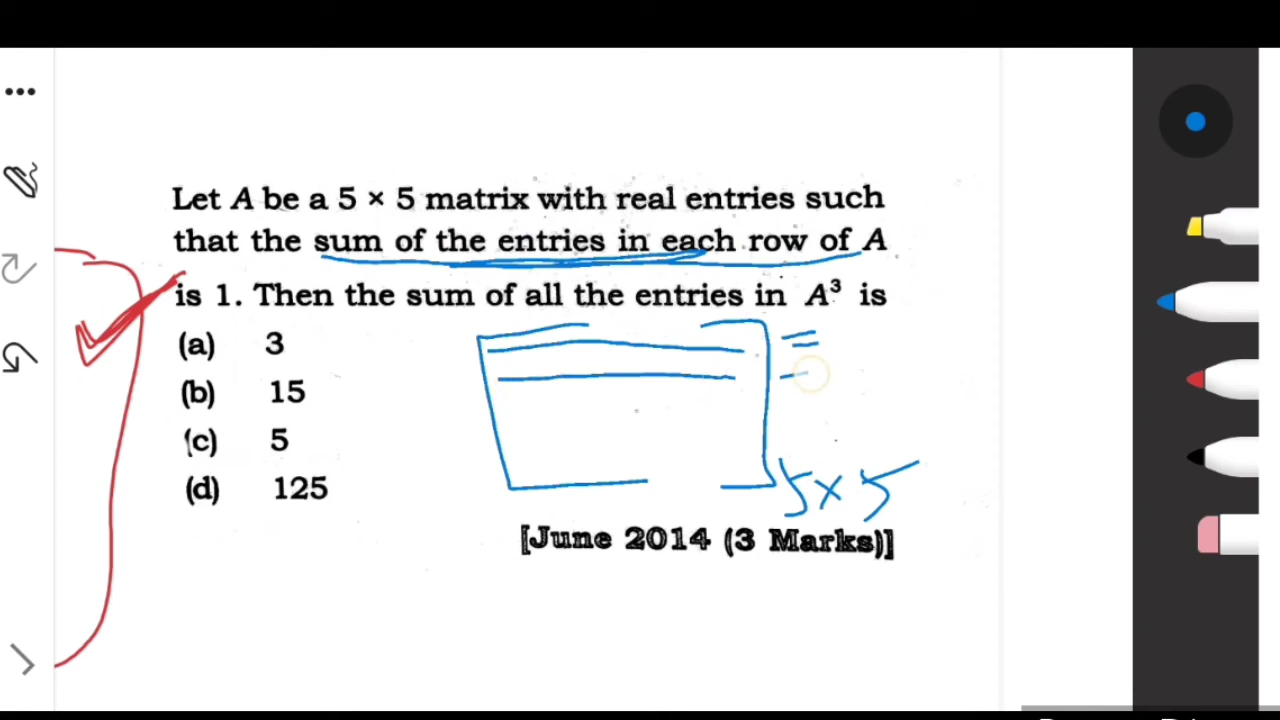 Let A be a 5 × 5 matrix with real entries such
that the sum of the entries in each row of A
is 1. Then the sum of all the entries in A³ is
(a) 3
(b) 15
(c) 5
(d) 125
5×5
[June 2014 (3 Marks)]